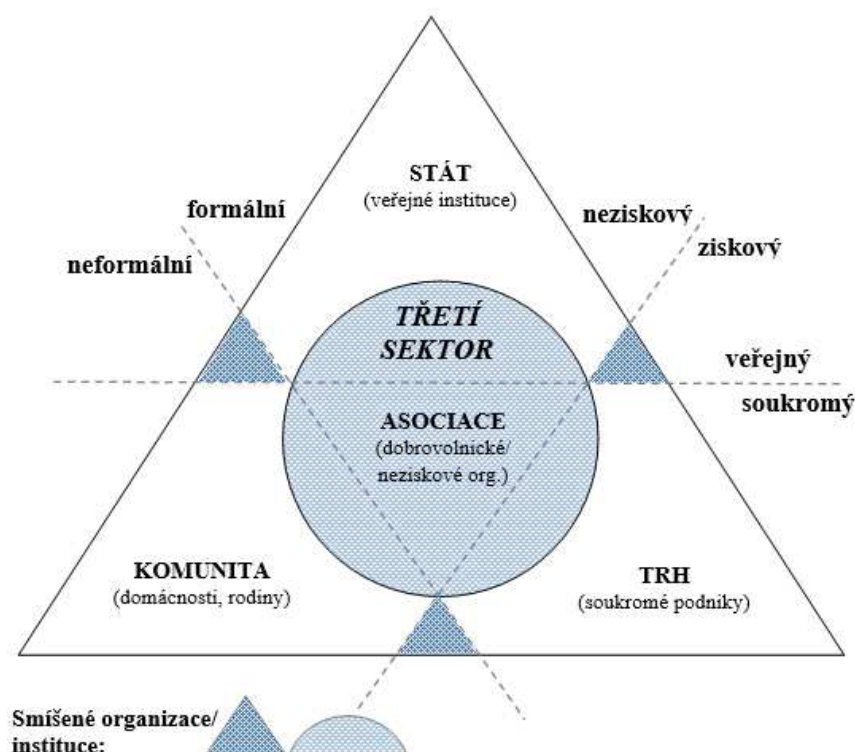 STÁT
(veřejné instituce)
formální
neformální
neziskový
ziskový
TŘETÍ
SEKTOR
veřejný
soukromý
ASOCIACE
(dobrovolnické/
neziskové org.)
KOMUNITA
(domácnosti, rodiny)
TRH
(soukromé podniky)
Smíšené organizace/
instituce: